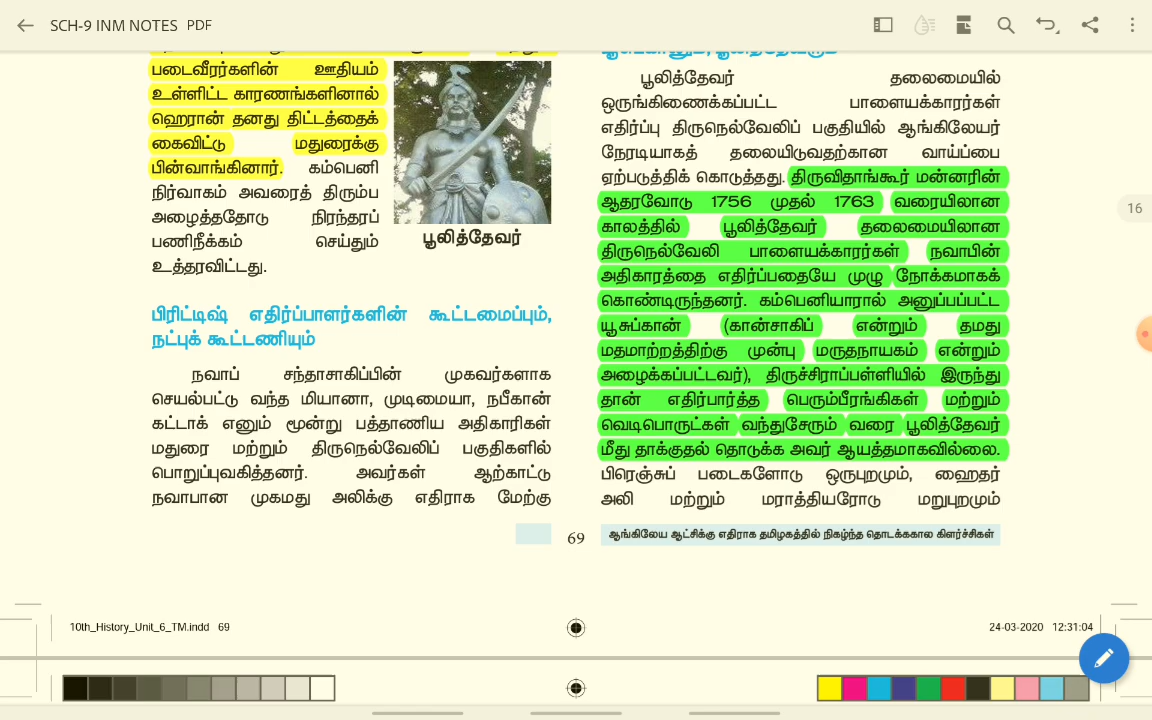 SCH-9 INM NOTES PDF
படைவீரர்களின் ஊதியம்
உள்ளிட்ட காரணங்களினால்
ஹெரான் தனது திட்டத்தைக்
கைவிட்டு மதுரைக்கு
பின்வாங்கினார். கம்பெனி
நிர்வாகம் அவரைத் திரும்ப
அழைத்ததோடு நிரந்தரப்
பணிநீக்கம் செய்தும்
உத்தரவிட்டது.
பூலித்தேவர்
பிரிட்டிஷ் எதிர்ப்பாளர்களின் கூட்டமைப்பும்,
நட்புக் கூட்டணியும்
நவாப் சந்தாசாகிப்பின் முகவர்களாக
செயல்பட்டு வந்த மியானா, முடிமையா, நபீகான்
கட்டாக் எனும் மூன்று பத்தாணிய அதிகாரிகள்
மதுரை மற்றும் திருநெல்வேலிப் பகுதிகளில்
பொறுப்புவகித்தனர். அவர்கள் ஆற்காட்டு
நவாபான முகமது அலிக்கு எதிராக மேற்கு
பூலித்தேவர் தலைமையில்
ஒருங்கிணைக்கப்பட்ட பாளையக்காரர்கள்
எதிர்ப்பு திருநெல்வேலிப் பகுதியில் ஆங்கிலேயர்
நேரடியாகத் தலையிடுவதற்கான வாய்ப்பை
ஏற்படுத்திக் கொடுத்தது. திருவிதாங்கூர் மன்னரின்
ஆதரவோடு 1756 முதல் 1763 வரையிலான
காலத்தில் பூலித்தேவர் தலைமையிலான
திருநெல்வேலி பாளையக்காரர்கள் நவாபின்
அதிகாரத்தை எதிர்ப்பதையே முழு நோக்கமாகக்
கொண்டிருந்தனர். கம்பெனியாரால் அனுப்பப்பட்ட
யூசுப்கான் (கான்சாகிப் என்றும் தமது
மதமாற்றத்திற்கு முன்பு மருதநாயகம் என்றும்
அழைக்கப்பட்டவர்), திருச்சிராப்பள்ளியில் இருந்து
தான் எதிர்பார்த்த பெரும்பீரங்கிகள் மற்றும்
வெடிபொருட்கள் வந்துசேரும் வரை பூலித்தேவர்
மீது தாக்குதல் தொடுக்க அவர் ஆயத்தமாகவில்லை.
பிரெஞ்சுப் படைகளோடு ஒருபுறமும், ஹைதர்
அலி மற்றும் மராத்தியரோடு மறுபுறமும்
16
69
ஆங்கிலேய ஆட்சிக்கு எதிராக தமிழகத்தில் நிகழ்ந்த தொடக்ககால கிளர்ச்சிகள்
10th_History_Unit_6_TM.indd 69
24-03-2020 12:31:04